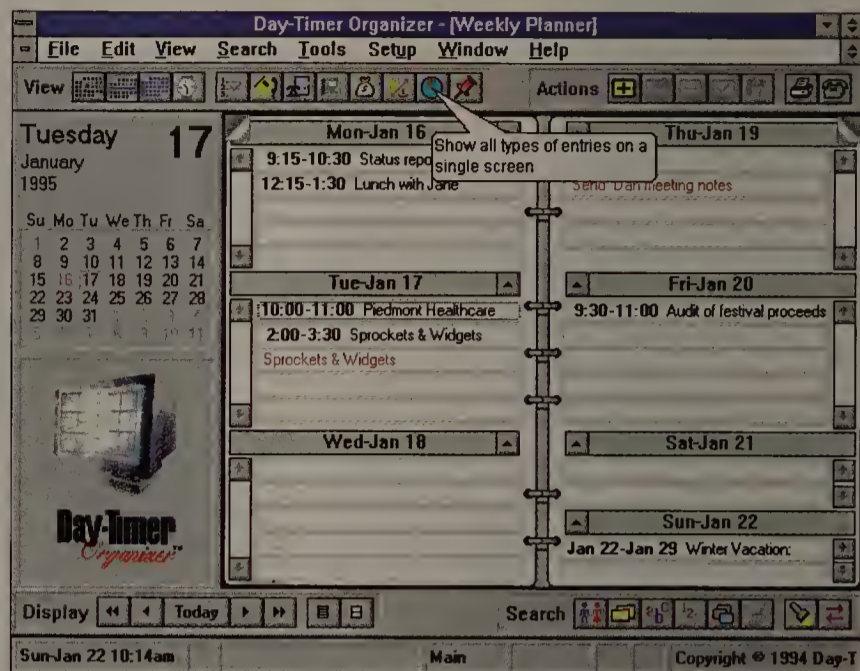 Day-Timer Organizer - [Weekly Planner]
File Edit View Search Tools Setup Window Help
View
Actions
Tuesday 17
January
1995
Su Mo Tu We Th Fr Sa
1 2 3 4 5 6 7
8 9 10 11 12 13 14
15 16 17 18 19 20 21
22 23 24 25 26 27 28
29 30 31
Day-Timer
Organizer
Mon-Jan 16
9:15-10:30 Status repo
12:15-1:30 Lunch with Jane
Show all types of entries on a
single screen
Tue-Jan 17
10:00-11:00 Piedmont Healthcare
2:00-3:30 Sprockets & Widgets
Sprockets & Widgets
Wed-Jan 18
Thu-Jan 19
Send Dan meeting notes
Fri-Jan 20
9:30-11:00 Audit of festival proceeds
Sat-Jan 21
Sun-Jan 22
Jan 22-Jan 29 Winter Vacation:
Display Today
Search
Sun-Jan 22 10:14am
Main
Copyright © 1994 Day-T